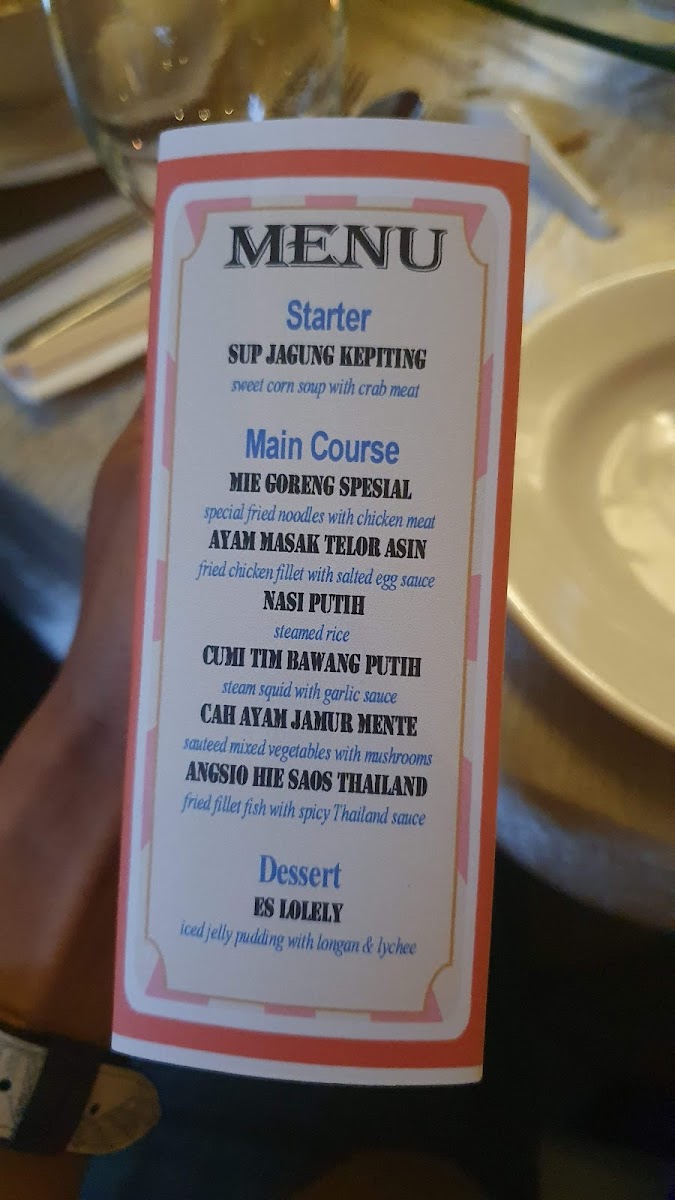 MENU
Starter
SUP JAGUNG KEPITING
sweet corn soup with crab meat
Main Course
MIE GORENG SPESIAL
special fried noodles with chicken meat
AYAM MASAK TELOR ASIN
fried chicken fillet with salted egg sauce
NASI PUTIH
steamed rice
CUMI TIM BAWANG PUTIH
steam squid with garlic sauce
CAH AYAM JAMUR MENTE
sauteed mixed vegetables with mushrooms
ANGSIO HIE SAOS THAILAND
fried fillet fish with spicy Thailand sauce
Dessert
ES LOLELY
iced jelly pudding with longan & lychee